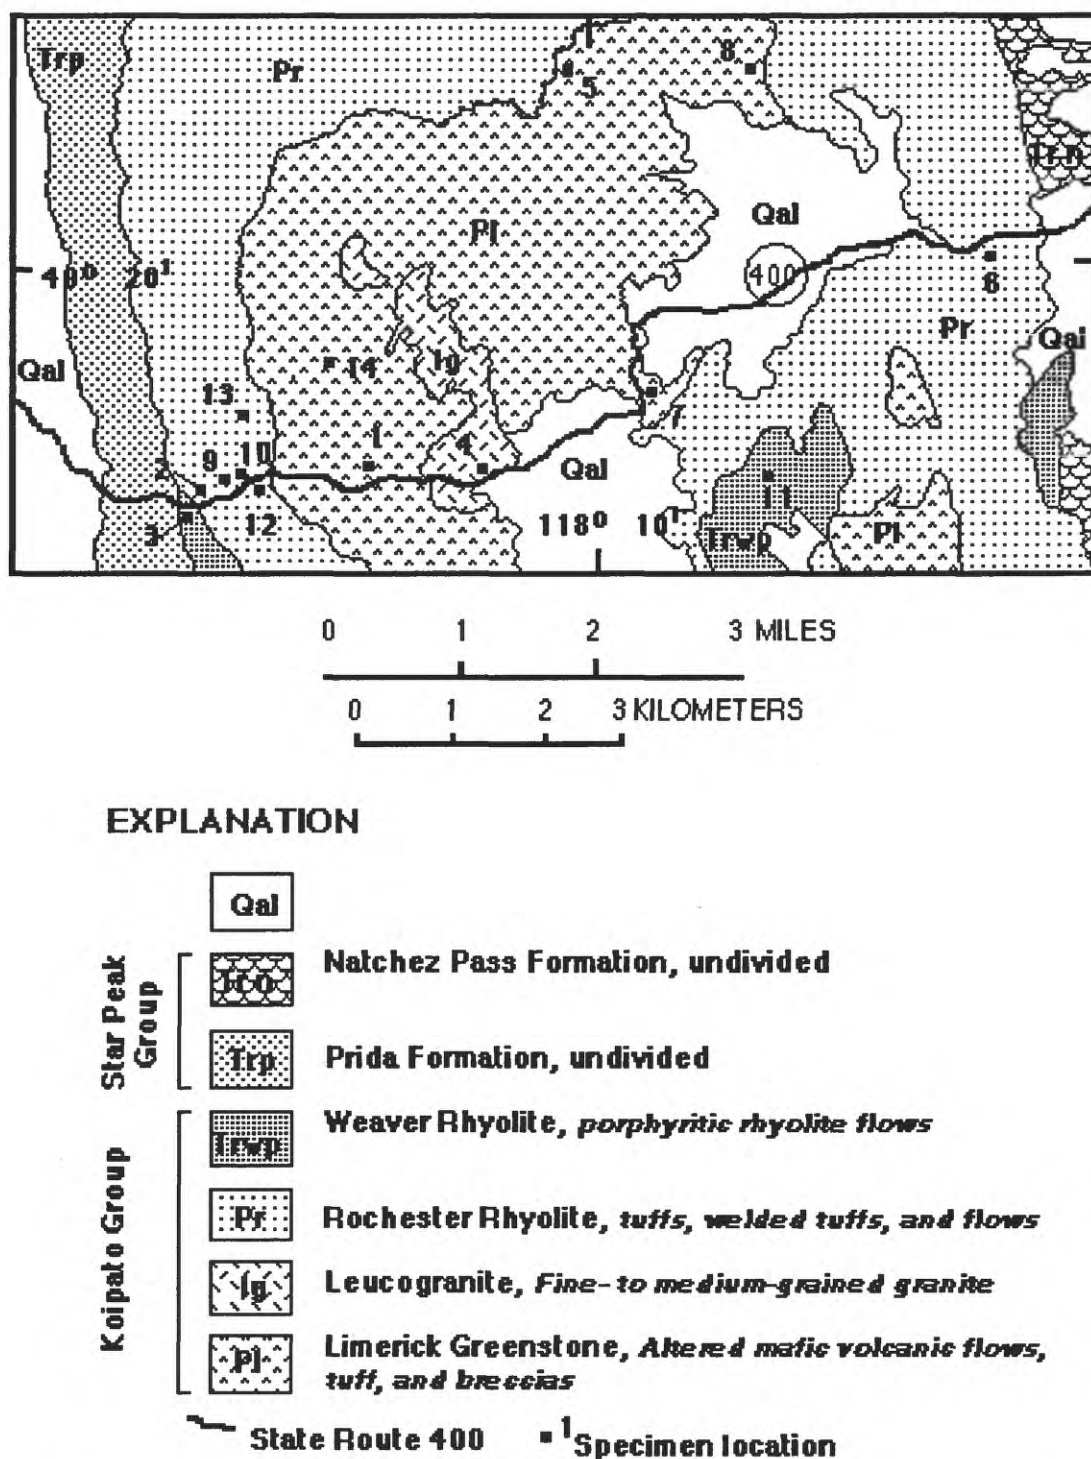 Trp
Pr
5
8
Trn
Pl
Qal
40° 20'
400
6
Pr
Qal
Qal
lg
14
13
7
1
4
2
9
10
Qal
11
3
12
118° 10'
Trwp
Pl
0 1 2 3 MILES
0 1 2 3 KILOMETERS
EXPLANATION
Qal
Star Peak Group
Natchez Pass Formation, undivided
Trp Prida Formation, undivided
Koipato Group
Trwp Weaver Rhyolite, porphyritic rhyolite flows
Pr Rochester Rhyolite, tuffs, welded tuffs, and flows
lg Leucogranite, Fine- to medium-grained granite
Pl Limerick Greenstone, Altered mafic volcanic flows,
tuff, and breccias
State Route 400 1 Specimen location